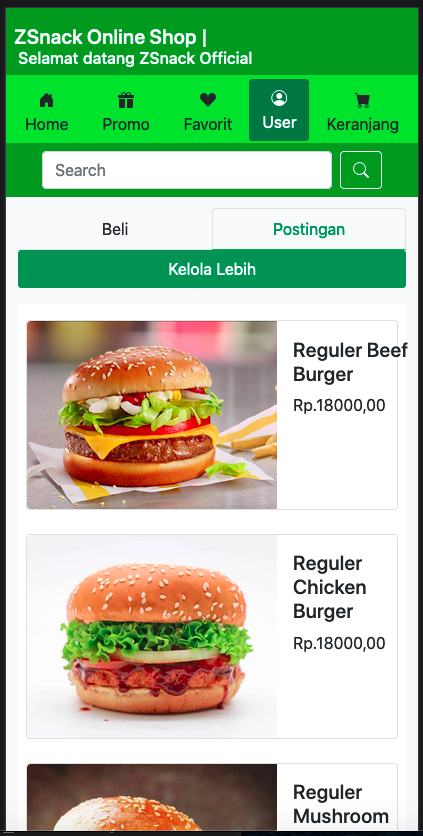 ZSnack Online Shop |
Selamat datang ZSnack Official
Home Promo Favorit User Keranjang
Search
Beli Postingan
Kelola Lebih
Reguler Beef
Burger
Rp.18000,00
Reguler
Chicken
Burger
Rp.18000,00
Reguler
Mushroom